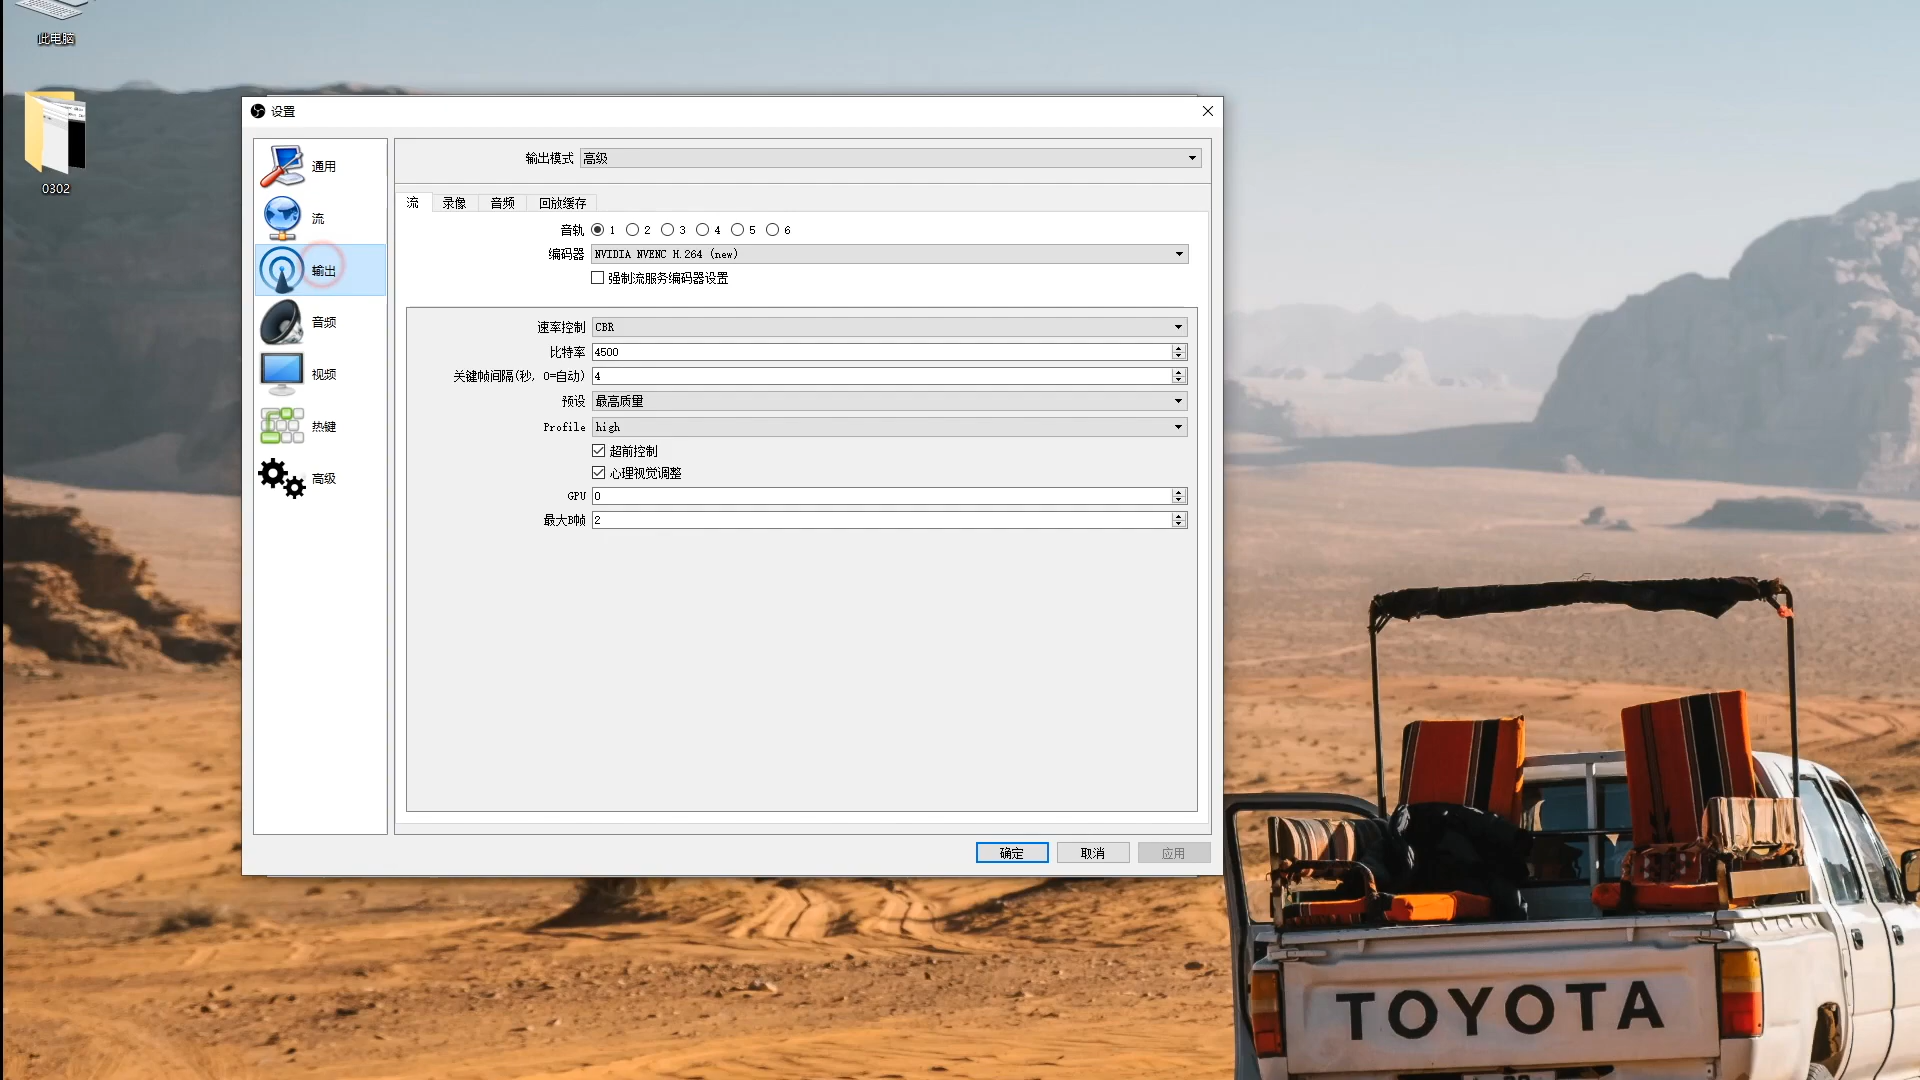 此电脑
0302
设置
通用
流
输出
音频
视频
热键
高级
输出模式 高级
流 录像 音频 回放缓存
音轨 1 2 3 4 5 6
编码器 NVIDIA NVENC H.264 (new)
强制流服务编码器设置
速率控制 CBR
比特率 4500
关键帧间隔(秒, 0=自动) 4
预设 最高质量
Profile high
超前控制
心理视觉调整
GPU 0
最大B帧 2
确定 取消 应用
TOYOTA